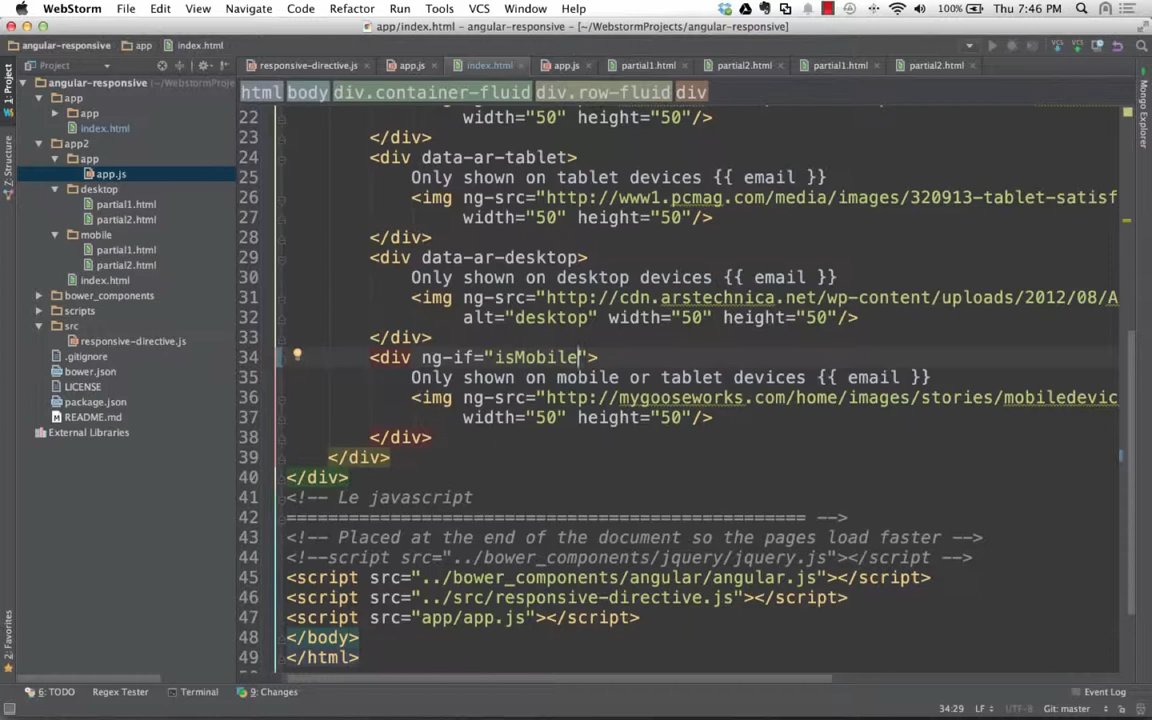 WebStorm File Edit View Navigate Code Refactor Run Tools VCS Window Help 100% Thu 7:46 PM
app/index.html - angular-responsive - [~/WebstormProjects/angular-responsive]
angular-responsive app index.html
Project responsive-directive.js app.js index.html app.js partial1.html partial2.html partial1.html partial2.html
angular-responsive (~/WebstormProje
app
app
index.html
app2
app
app.js
desktop
partial1.html
partial2.html
mobile
partial1.html
partial2.html
index.html
bower_components
scripts
src
responsive-directive.js
.gitignore
bower.json
LICENSE
package.json
README.md
External Libraries
1: Project
7: Structure
2: Favorites
Mongo Explorer
html body div.container-fluid div.row-fluid div
22 width="50" height="50"/>
23 </div>
24 <div data-ar-tablet>
25 Only shown on tablet devices {{ email }}
26 <img ng-src="http://www1.pcmag.com/media/images/320913-tablet-satisf
27 width="50" height="50"/>
28 </div>
29 <div data-ar-desktop>
30 Only shown on desktop devices {{ email }}
31 <img ng-src="http://cdn.arstechnica.net/wp-content/uploads/2012/08/A
32 alt="desktop" width="50" height="50"/>
33 </div>
34 <div ng-if="isMobile">
35 Only shown on mobile or tablet devices {{ email }}
36 <img ng-src="http://mygooseworks.com/home/images/stories/mobiledevic
37 width="50" height="50"/>
38 </div>
39 </div>
40 </div>
41 <!-- Le javascript
42 ================================================== -->
43 <!-- Placed at the end of the document so the pages load faster -->
44 <!--script src="../bower_components/jquery/jquery.js"></script -->
45 <script src="../bower_components/angular/angular.js"></script>
46 <script src="../src/responsive-directive.js"></script>
47 <script src="app/app.js"></script>
48 </body>
49 </html>
6: TODO Regex Tester Terminal 9: Changes Event Log
34:29 LF UTF-8 Git: master